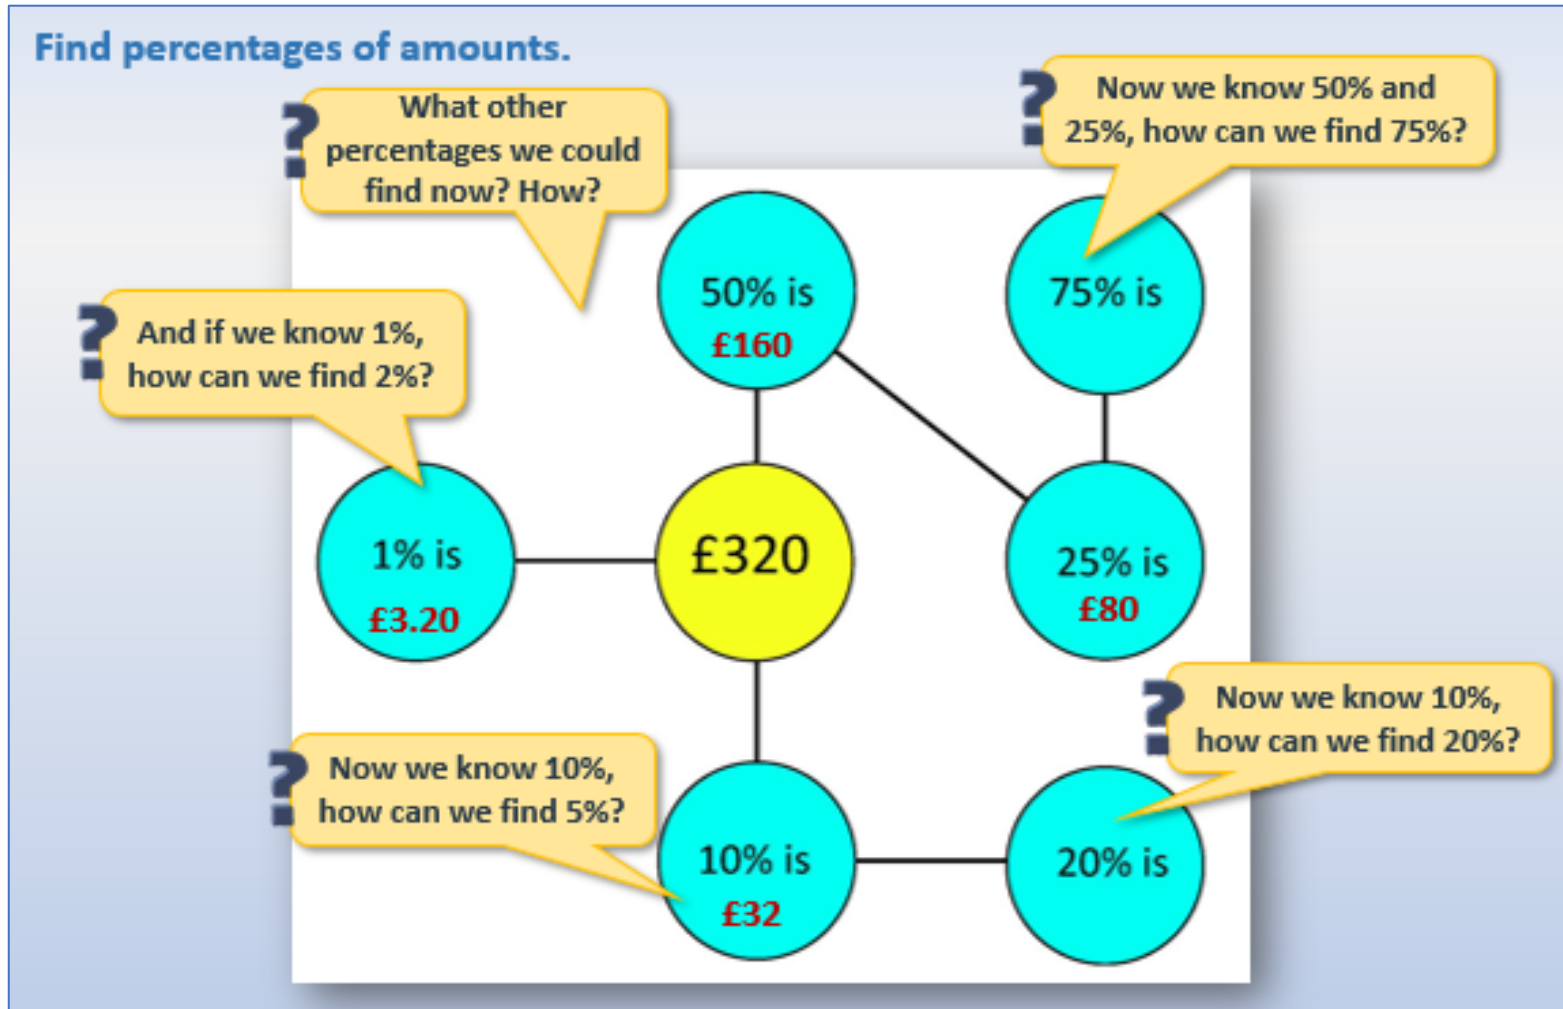 Find percentages of amounts.
? What other
percentages we could
find now? How?
? Now we know 50% and
25%, how can we find 75%?
? And if we know 1%,
how can we find 2%?
50% is
£160
75% is
1% is
£3.20
£320
25% is
£80
? Now we know 10%,
how can we find 5%?
? Now we know 10%,
how can we find 20%?
10% is
£32
20% is